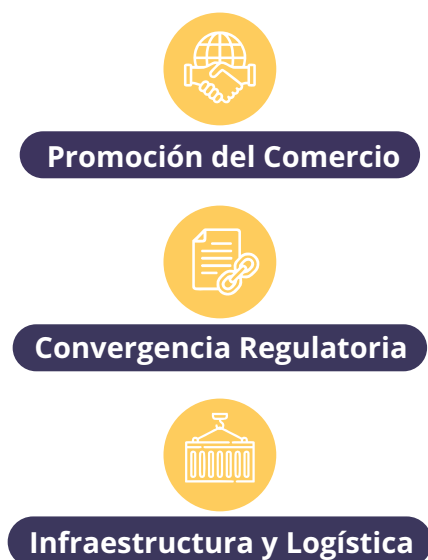 Promoción del Comercio
Convergencia Regulatoria
Infraestructura y Logística